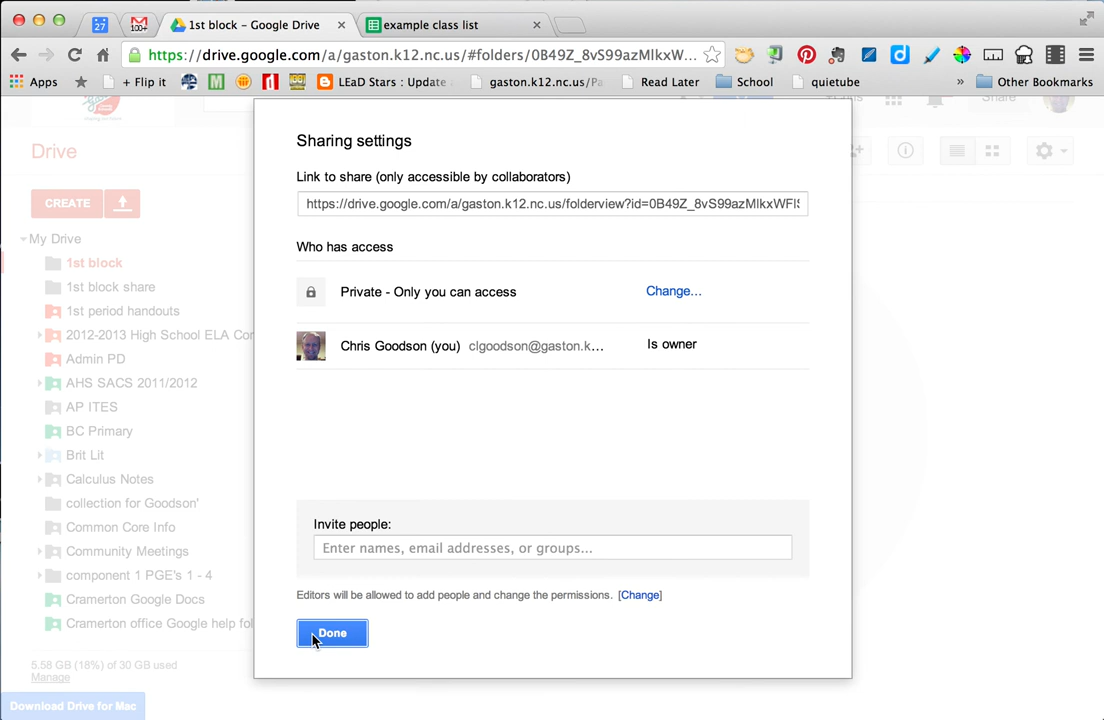 27
100+
1st block – Google Drive
example class list
https://drive.google.com/a/gaston.k12.nc.us/#folders/0B49Z_8vS99azMlkxW...
Apps
+ Flip it
LEaD Stars : Update
gaston.k12.nc.us/Pa
Read Later
School
quietube
»
Other Bookmarks
Share
Drive
CREATE
My Drive
1st block
1st block share
1st period handouts
2012-2013 High School ELA Cor
Admin PD
AHS SACS 2011/2012
AP ITES
BC Primary
Brit Lit
Calculus Notes
collection for Goodson'
Common Core Info
Community Meetings
component 1 PGE's 1 - 4
Cramerton Google Docs
Cramerton office Google help fol
5.58 GB (18%) of 30 GB used
Manage
Download Drive for Mac
Sharing settings
Link to share (only accessible by collaborators)
https://drive.google.com/a/gaston.k12.nc.us/folderview?id=0B49Z_8vS99azMlkxWFl
Who has access
Private - Only you can access
Change...
Chris Goodson (you) clgoodson@gaston.k...
Is owner
Invite people:
Enter names, email addresses, or groups...
Editors will be allowed to add people and change the permissions. [Change]
Done